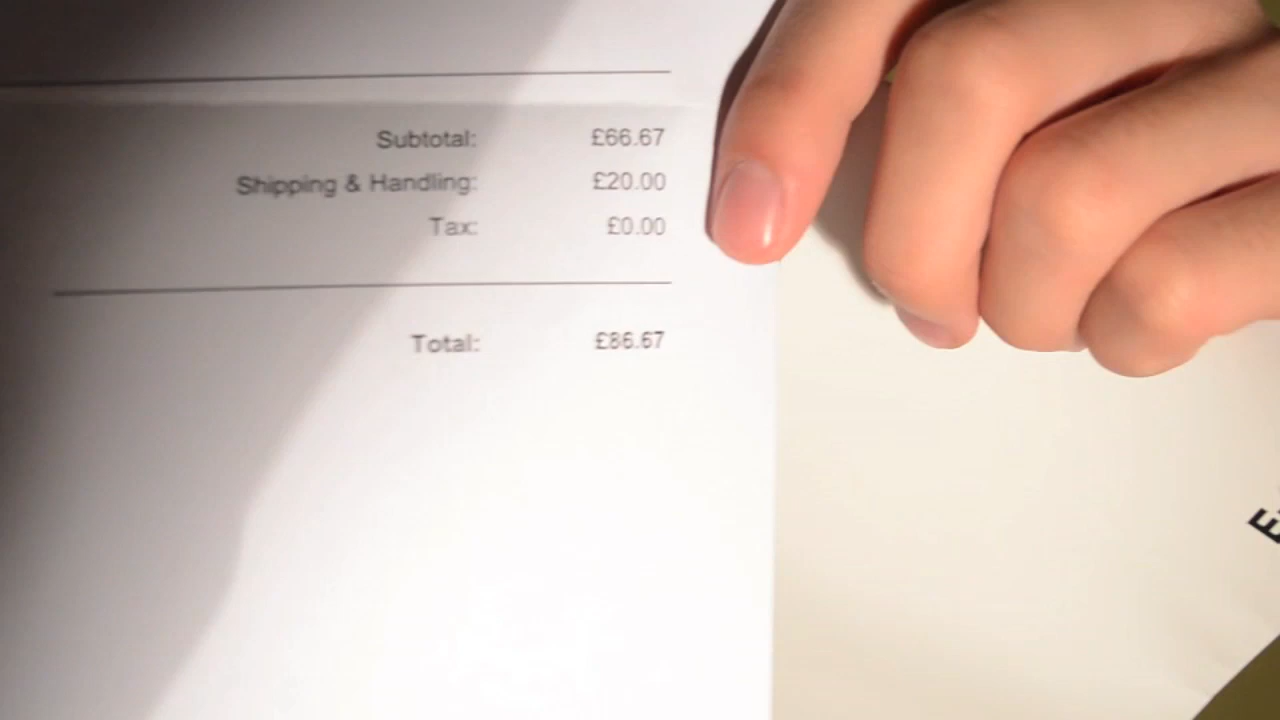 Subtotal: £66.67
Shipping & Handling: £20.00
Tax: £0.00
Total: £86.67